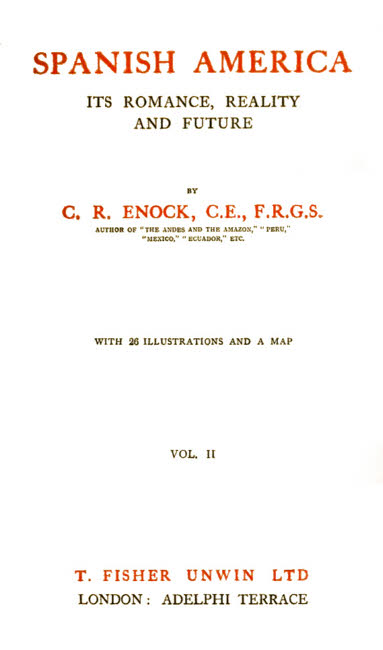 SPANISH AMERICA
ITS ROMANCE, REALITY
AND FUTURE
BY
C. R. ENOCK, C.E., F.R.G.S.
AUTHOR OF "THE ANDES AND THE AMAZON," "PERU,"
"MEXICO," "ECUADOR," ETC.
WITH 26 ILLUSTRATIONS AND A MAP
VOL. II
T. FISHER UNWIN LTD
LONDON: ADELPHI TERRACE